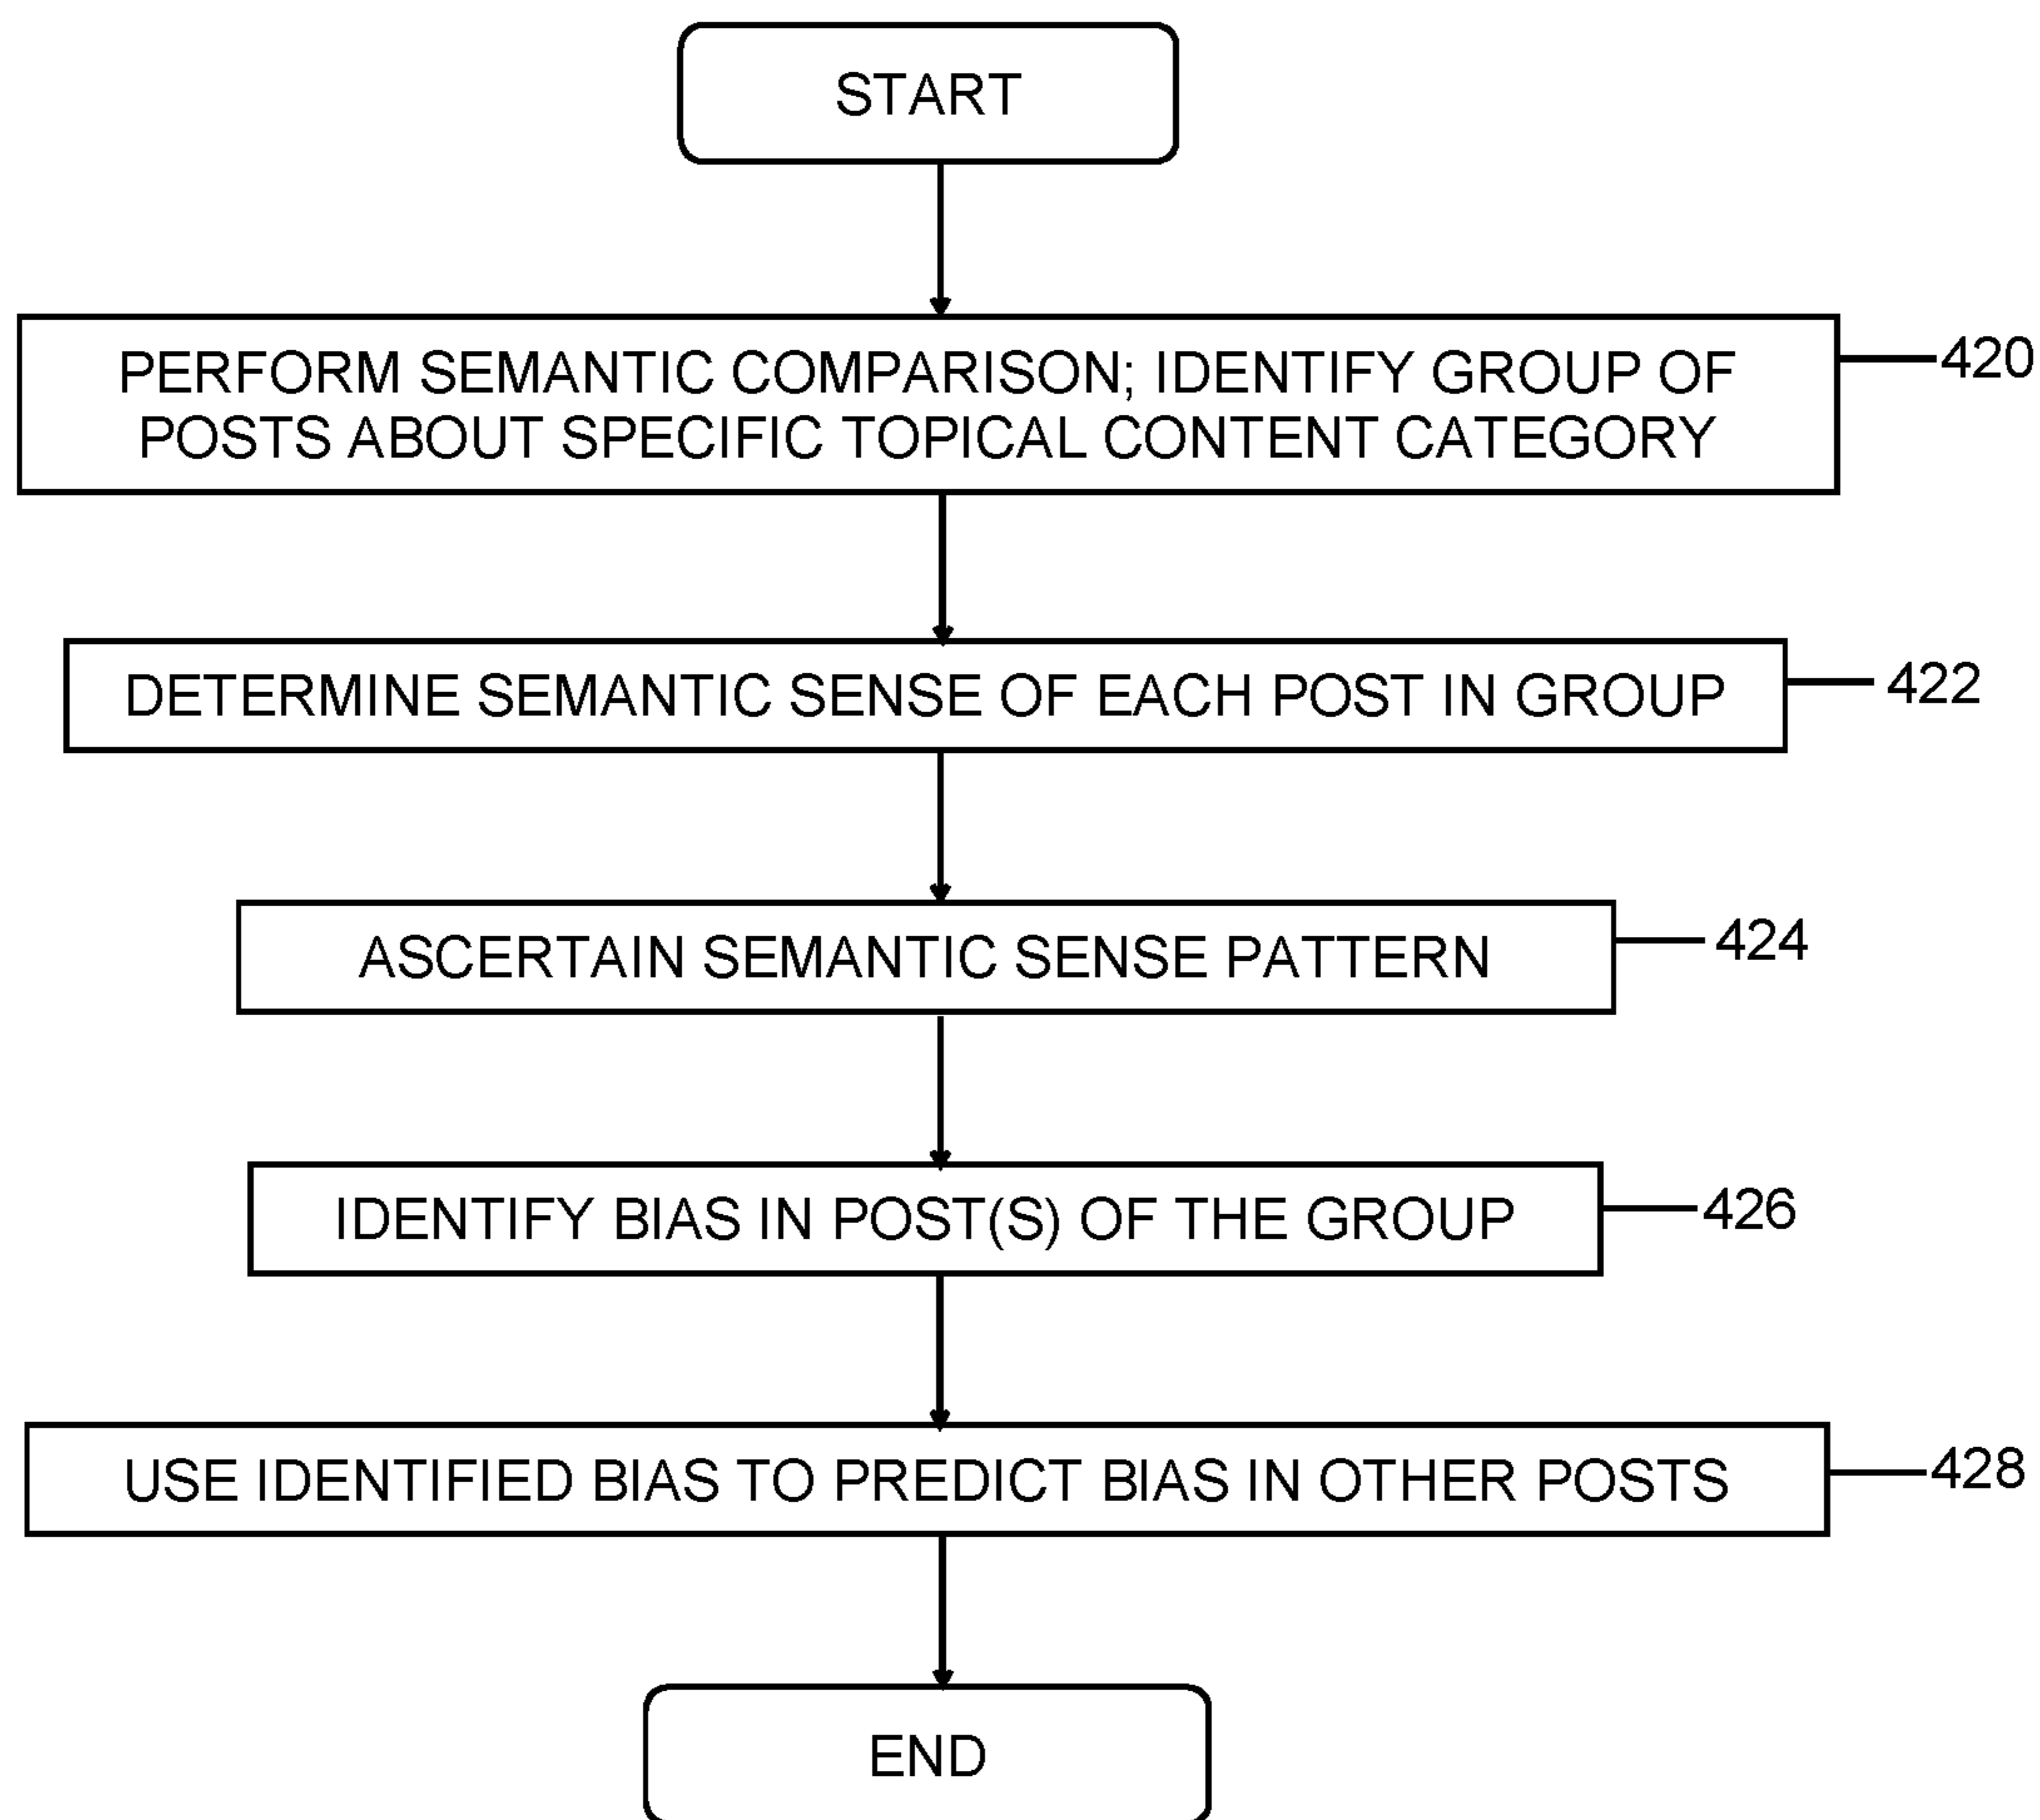 START
PERFORM SEMANTIC COMPARISON; IDENTIFY GROUP OF
POSTS ABOUT SPECIFIC TOPICAL CONTENT CATEGORY
420
DETERMINE SEMANTIC SENSE OF EACH POST IN GROUP
422
ASCERTAIN SEMANTIC SENSE PATTERN
424
IDENTIFY BIAS IN POST(S) OF THE GROUP
426
USE IDENTIFIED BIAS TO PREDICT BIAS IN OTHER POSTS
428
END